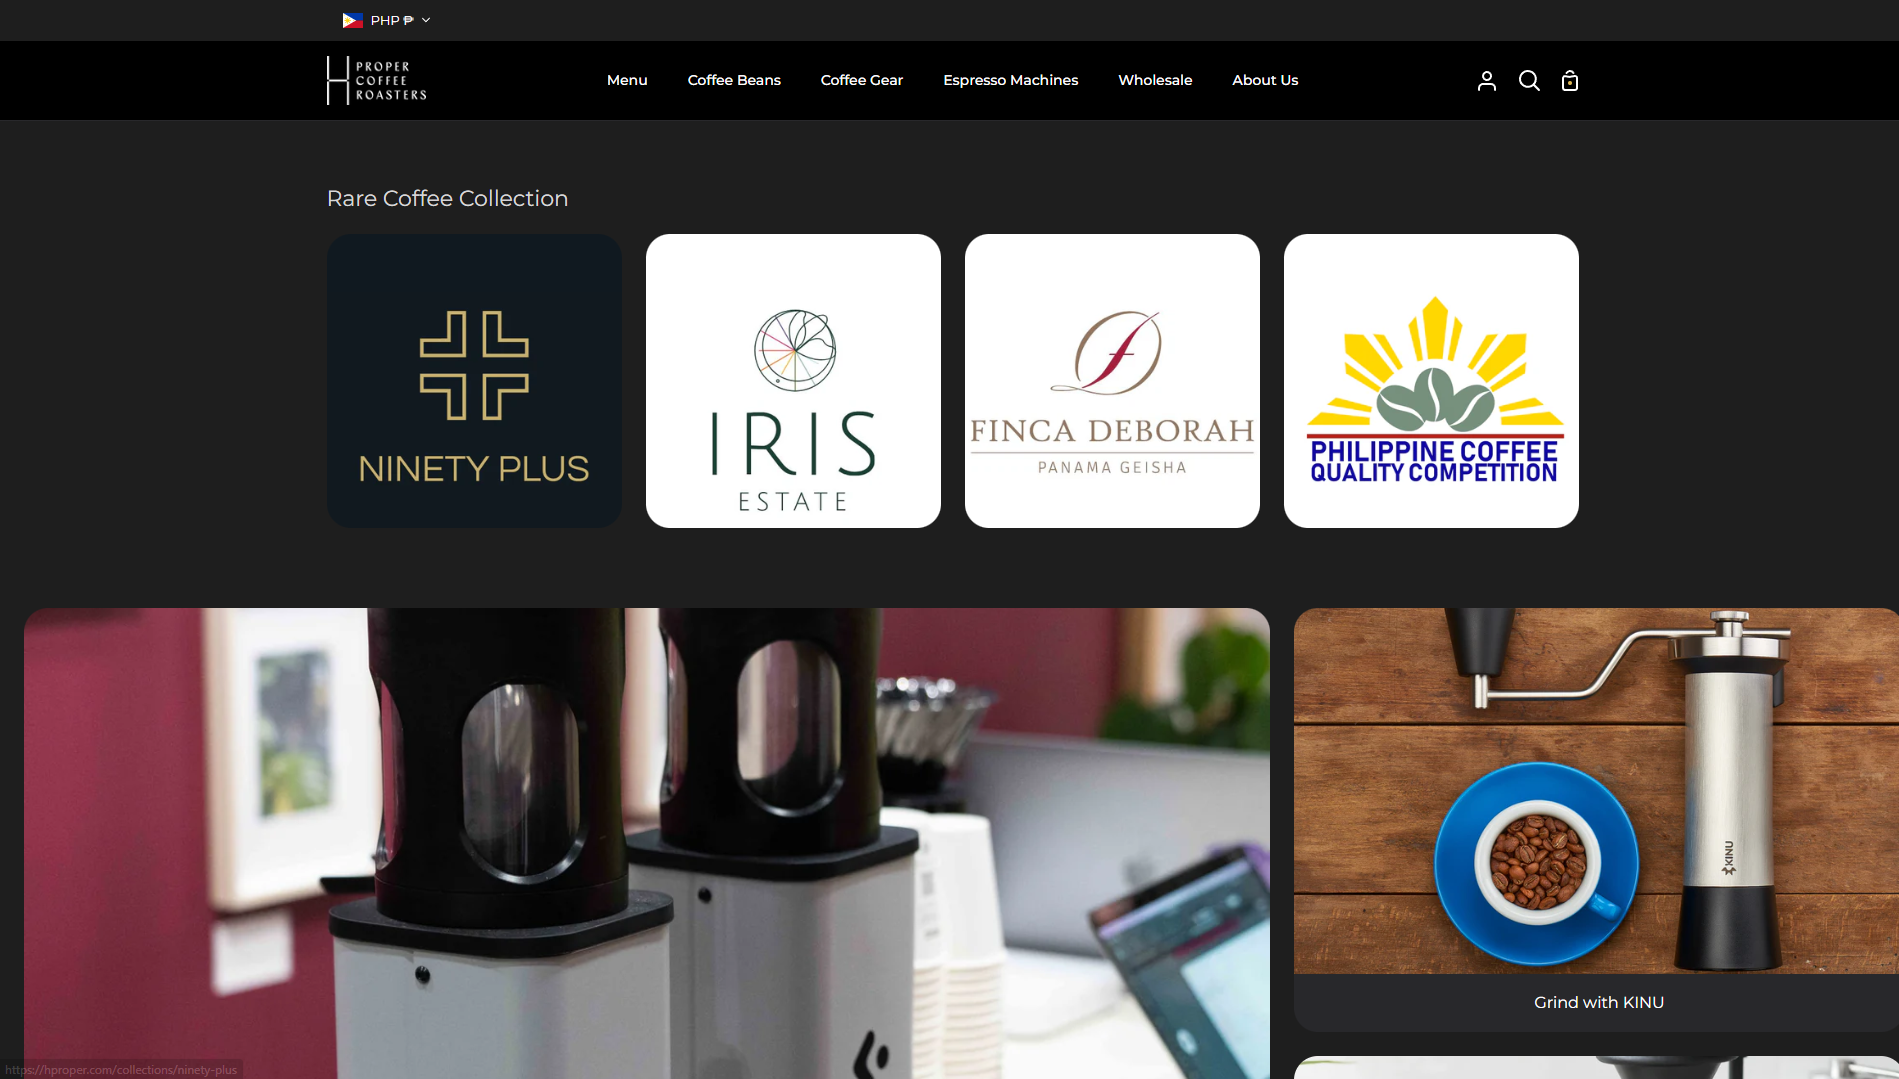 PHP ₱
PROPER
COFFEE
ROASTERS
Menu
Coffee Beans
Coffee Gear
Espresso Machines
Wholesale
About Us
Rare Coffee Collection
NINETY PLUS
IRIS
ESTATE
FINCA DEBORAH
PANAMA GEISHA
PHILIPPINE COFFEE
QUALITY COMPETITION
KINU
Grind with KINU
https://hproper.com/collections/ninety-plus